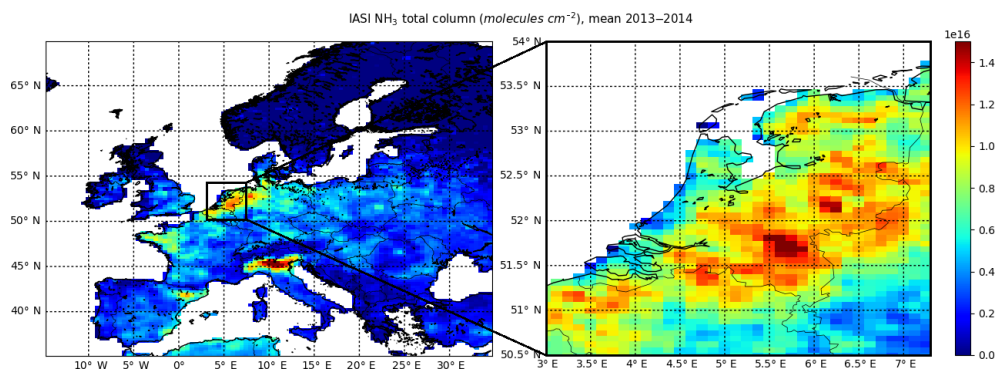 IASI NH₃ total column (molecules cm⁻²), mean 2013–2014
1e16
65° N
60° N
55° N
50° N
45° N
40° N
10° W 5° W 0° E 5° E 10° E 15° E 20° E 25° E 30° E
54° N
53.5° N
53° N
52.5° N
52° N
51.5° N
51° N
50.5° N
3° E 3.5° E 4° E 4.5° E 5° E 5.5° E 6° E 6.5° E 7° E
1.4
1.2
1.0
0.8
0.6
0.4
0.2
0.0